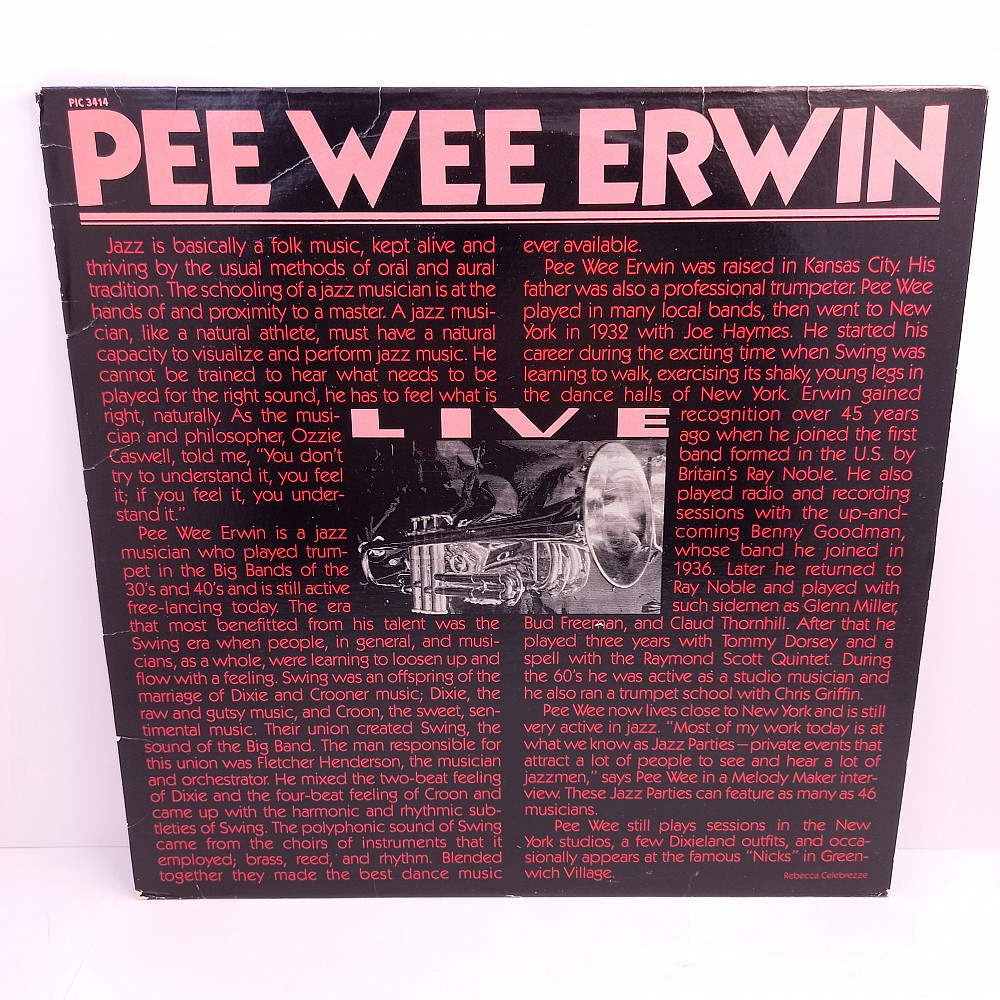 PIC 3414
PEE WEE ERWIN
Jazz is basically a folk music, kept alive and
thriving by the usual methods of oral and aural
tradition. The schooling of a jazz musician is at the
hands of and proximity to a master. A jazz musi-
cian, like a natural athlete, must have a natural
capacity to visualize and perform jazz music. He
cannot be trained to hear what needs to be
played for the right sound, he has to feel what is
right, naturally. As the musi-
cian and philosopher, Ozzie
Caswell, told me, “You don't
try to understand it, you feel
it; if you feel it, you under-
stand it.”
Pee Wee Erwin is a jazz
musician who played trum-
pet in the Big Bands of the
30's and 40's and is still active
free-lancing today. The era
that most benefitted from his talent was the
Swing era when people, in general, and musi-
cians, as a whole, were learning to loosen up and
flow with a feeling. Swing was an offspring of the
marriage of Dixie and Crooner music; Dixie, the
raw and gutsy music, and Croon, the sweet, sen-
timental music. Their union created Swing, the
sound of the Big Band. The man responsible for
this union was Fletcher Henderson, the musician
and orchestrator. He mixed the two-beat feeling
of Dixie and the four-beat feeling of Croon and
came up with the harmonic and rhythmic sub-
tleties of Swing. The polyphonic sound of Swing
came from the choirs of instruments that it
employed; brass, reed, and rhythm. Blended
together they made the best dance music
LIVE
ever available.
Pee Wee Erwin was raised in Kansas City. His
father was also a professional trumpeter. Pee Wee
played in many local bands, then went to New
York in 1932 with Joe Haymes. He started his
career during the exciting time when Swing was
learning to walk, exercising its shaky, young legs in
the dance halls of New York. Erwin gained
recognition over 45 years
ago when he joined the first
band formed in the U.S. by
Britain's Ray Noble. He also
played radio and recording
sessions with the up-and-
coming Benny Goodman,
whose band he joined in
1936. Later he returned to
Ray Noble and played with
such sidemen as Glenn Miller,
Bud Freeman, and Claud Thornhill. After that he
played three years with Tommy Dorsey and a
spell with the Raymond Scott Quintet. During
the 60's he was active as a studio musician and
he also ran a trumpet school with Chris Griffin.
Pee Wee now lives close to New York and is still
very active in jazz. “Most of my work today is at
what we know as Jazz Parties—private events that
attract a lot of people to see and hear a lot of
jazzmen,” says Pee Wee in a Melody Maker inter-
view. These Jazz Parties can feature as many as 46
musicians.
Pee Wee still plays sessions in the New
York studios, a few Dixieland outfits, and occa-
sionally appears at the famous “Nicks” in Green-
wich Village.
Rebecca Celebrezze